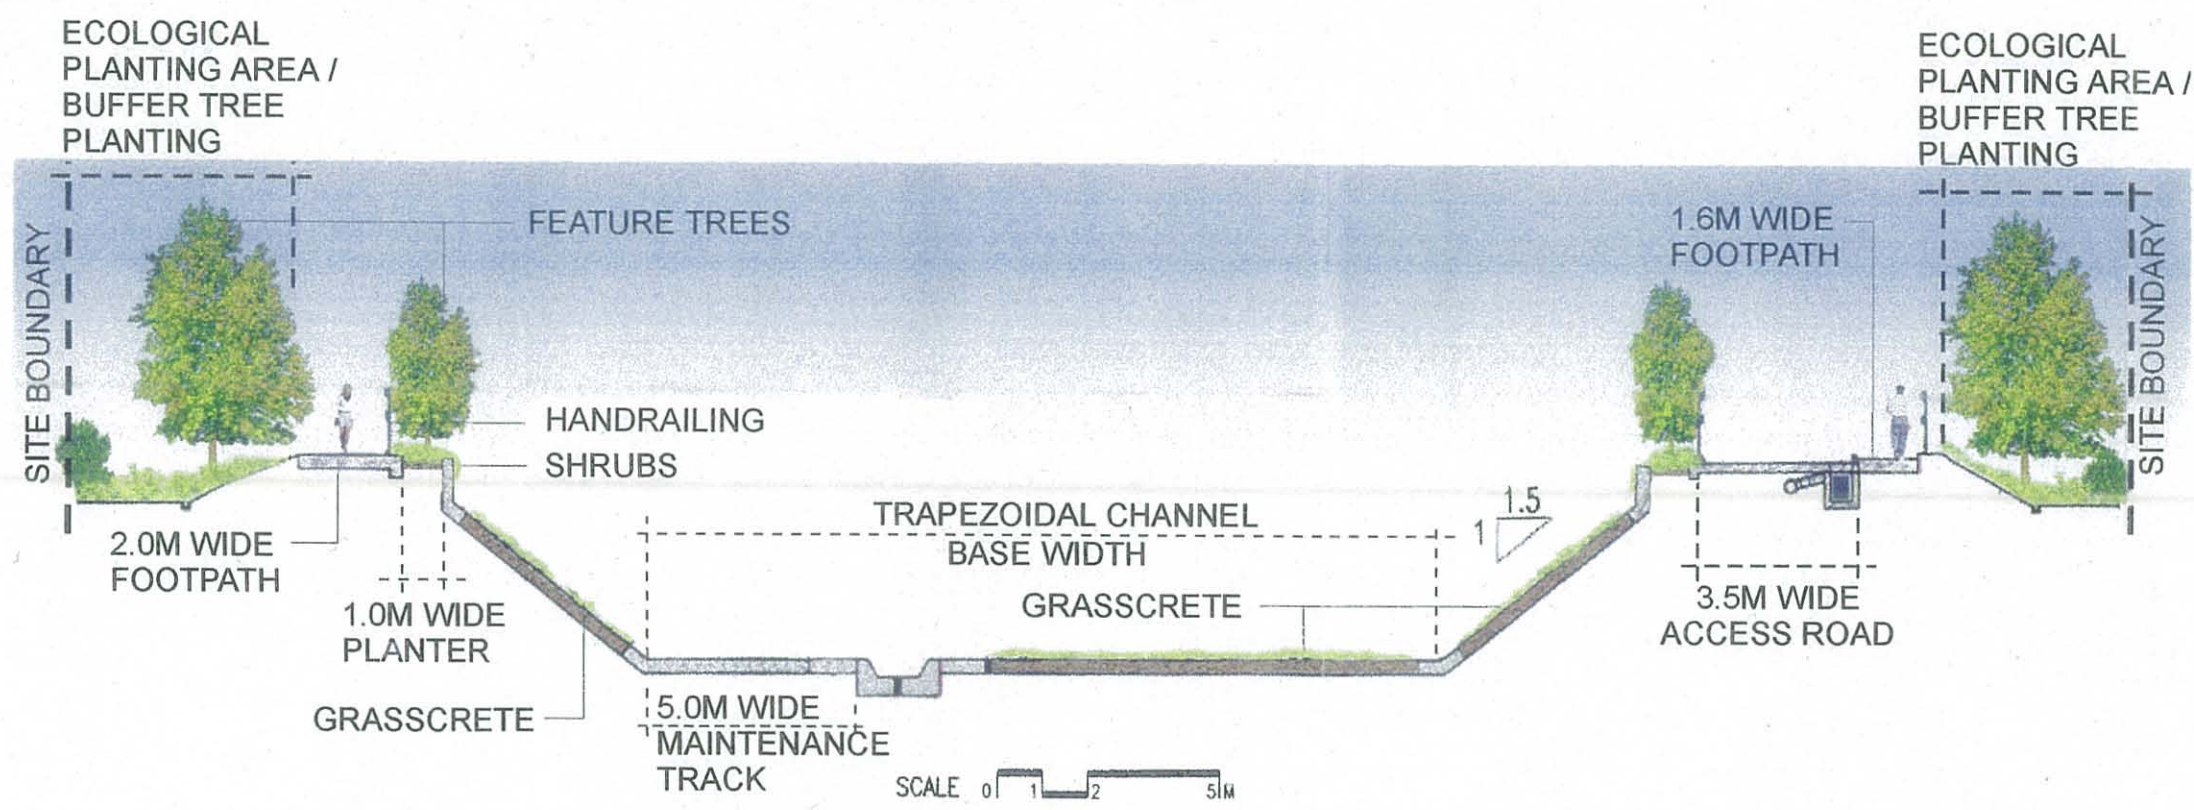 ECOLOGICAL
PLANTING AREA /
BUFFER TREE
PLANTING
ECOLOGICAL
PLANTING AREA /
BUFFER TREE
PLANTING
SITE BOUNDARY
FEATURE TREES
1.6M WIDE
FOOTPATH
SITE BOUNDARY
HANDRAILING
SHRUBS
2.0M WIDE
FOOTPATH
1.0M WIDE
PLANTER
TRAPEZOIDAL CHANNEL
BASE WIDTH
1.5
1
GRASSCRETE
3.5M WIDE
ACCESS ROAD
GRASSCRETE
5.0M WIDE
MAINTENANCE
TRACK
SCALE 0 1 2 5M